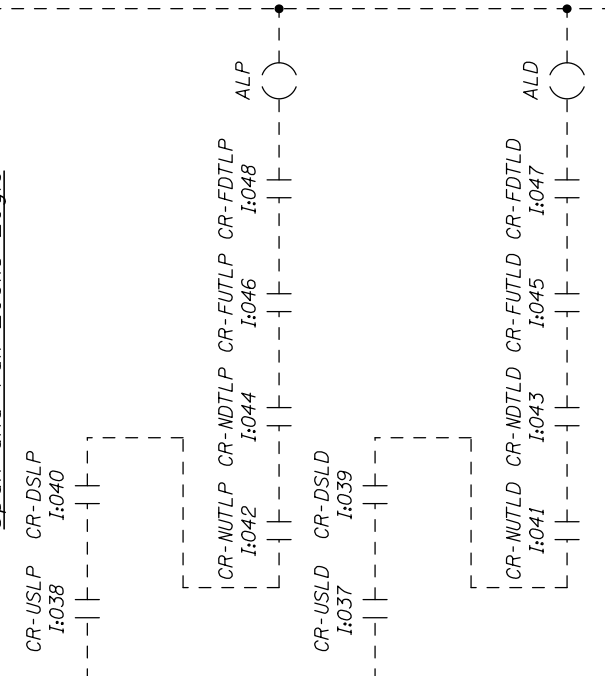 CR-USLP
I:038
CR-DSLP
I:040
CR-NUTLP
I:042
CR-NDTLP
I:044
CR-FUTLP
I:046
CR-FDTLP
I:048
ALP
CR-USLD
I:037
CR-DSLD
I:039
CR-NUTLD
I:041
CR-NDTLD
I:043
CR-FUTLD
I:045
CR-FDTLD
I:047
ALD